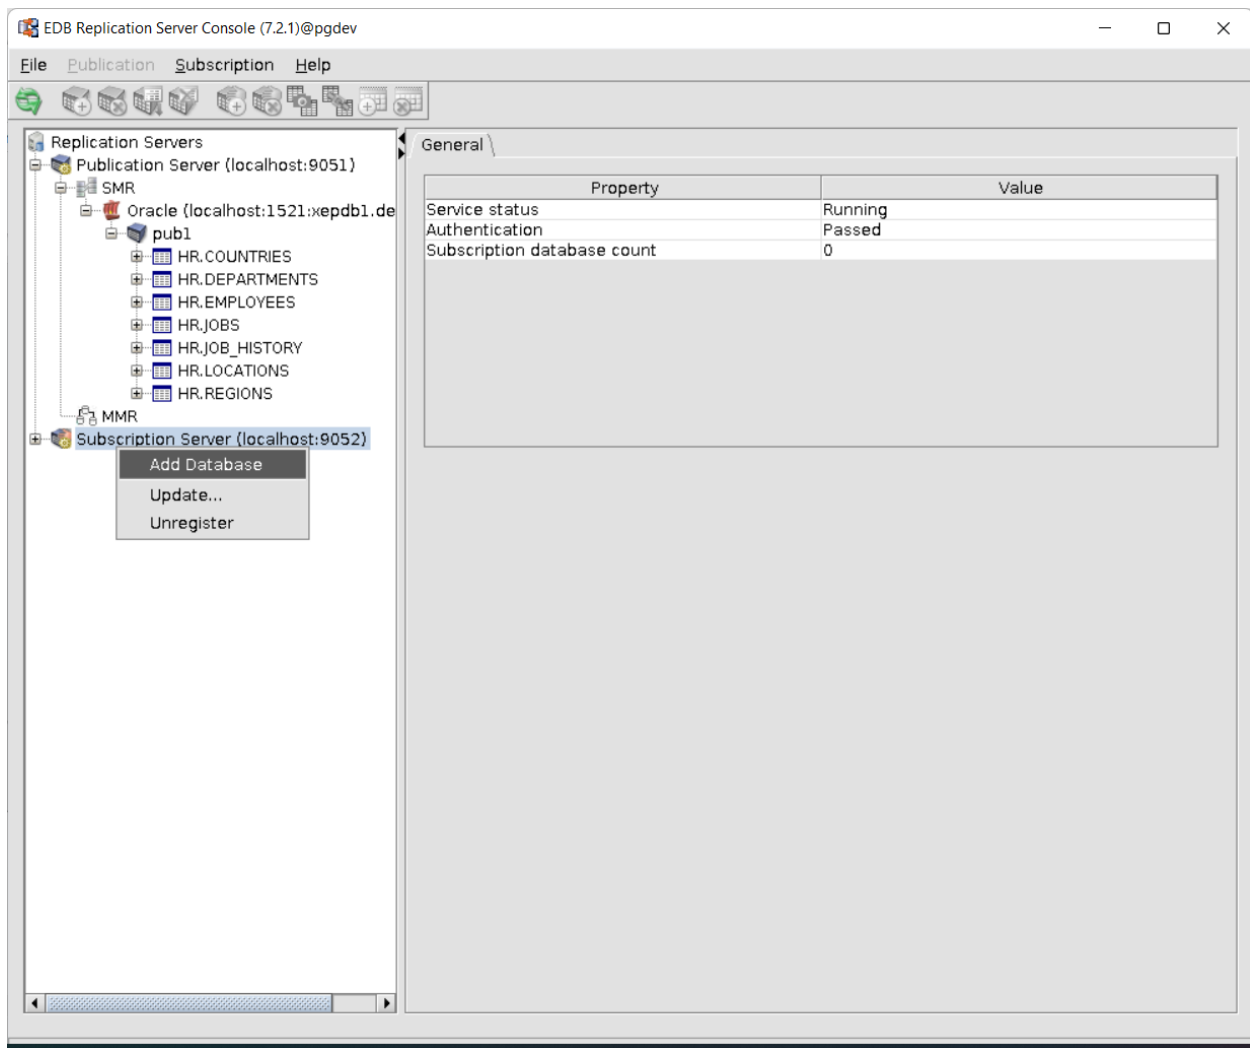 EDB Replication Server Console (7.2.1)@pgdev
File Publication Subscription Help
Replication Servers
Publication Server (localhost:9051)
SMR
Oracle (localhost:1521:xepdb1.de
pub1
HR.COUNTRIES
HR.DEPARTMENTS
HR.EMPLOYEES
HR.JOBS
HR.JOB_HISTORY
HR.LOCATIONS
HR.REGIONS
MMR
Subscription Server (localhost:9052)
Add Database
Update...
Unregister
General
Property Value
Service status Running
Authentication Passed
Subscription database count 0